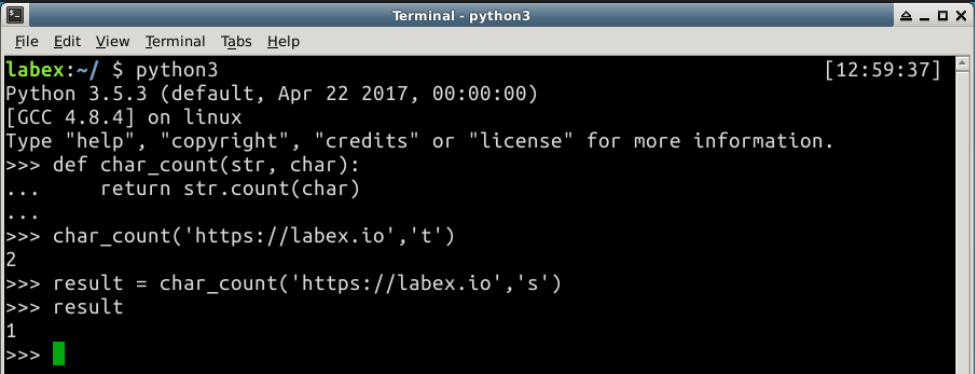 Terminal - python3
File Edit View Terminal Tabs Help
labex:~/ $ python3 [12:59:37]
Python 3.5.3 (default, Apr 22 2017, 00:00:00)
[GCC 4.8.4] on linux
Type "help", "copyright", "credits" or "license" for more information.
>>> def char_count(str, char):
...     return str.count(char)
...
>>> char_count('https://labex.io','t')
2
>>> result = char_count('https://labex.io','s')
>>> result
1
>>>